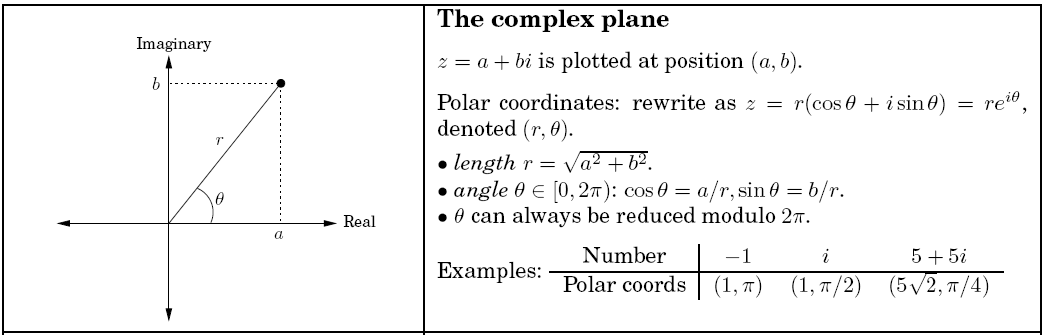 Imaginary
b
r
θ
Real
a
The complex plane
z = a + bi is plotted at position (a, b).
Polar coordinates: rewrite as z = r(cos θ + i sin θ) = re^{iθ},
denoted (r, θ).
• length r = √(a² + b²).
• angle θ ∈ [0, 2π): cos θ = a/r, sin θ = b/r.
• θ can always be reduced modulo 2π.
Examples:
Number −1 i 5 + 5i
Polar coords (1, π) (1, π/2) (5√2, π/4)